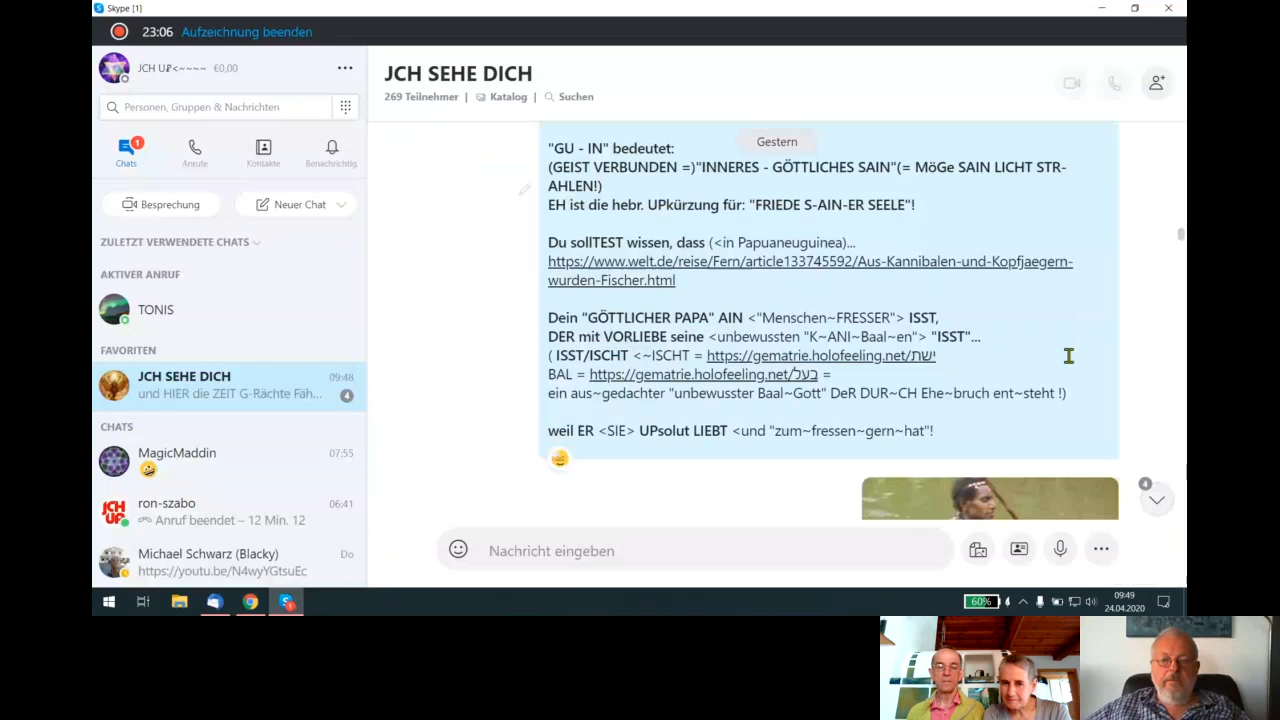 Skype [1]
23:06 Aufzeichnung beenden
JCH U₽<~~~~ €0,00
Personen, Gruppen & Nachrichten
1
Chats Anrufe Kontakte Benachrichtig.
Besprechung Neuer Chat
ZULETZT VERWENDETE CHATS
AKTIVER ANRUF
TONIS
FAVORITEN
JCH SEHE DICH 09:48
und HIER die ZEIT G-Rächte Fäh... 4
CHATS
MagicMaddin 07:55
JCH UP
ron-szabo 06:41
Anruf beendet – 12 Min. 12
Michael Schwarz (Blacky) Do
https://youtu.be/N4wyYGtsuEc
JCH SEHE DICH
269 Teilnehmer | Katalog | Suchen
Gestern
"GU - IN" bedeutet:
(GEIST VERBUNDEN =)"INNERES - GÖTTLICHES SAIN"(= MöGe SAIN LICHT STR-
AHLEN!)
EH ist die hebr. UPkürzung für: "FRIEDE S-AIN-ER SEELE"!
Du sollTEST wissen, dass (<in Papuaneuguinea)...
https://www.welt.de/reise/Fern/article133745592/Aus-Kannibalen-und-Kopfjaegern-
wurden-Fischer.html
Dein "GÖTTLICHER PAPA" AIN <"Menschen~FRESSER"> ISST,
DER mit VORLIEBE seine <unbewussten "K~ANI~Baal~en"> "ISST"...
( ISST/ISCHT <~ISCHT = https://gematrie.holofeeling.net/ישת
BAL = https://gematrie.holofeeling.net/בעל =
ein aus~gedachter "unbewusster Baal~Gott" DeR DUR~CH Ehe~bruch ent~steht !)
weil ER <SIE> UPsolut LIEBT <und "zum~fressen~gern~hat"!
4
Nachricht eingeben
60%
09:49
24.04.2020